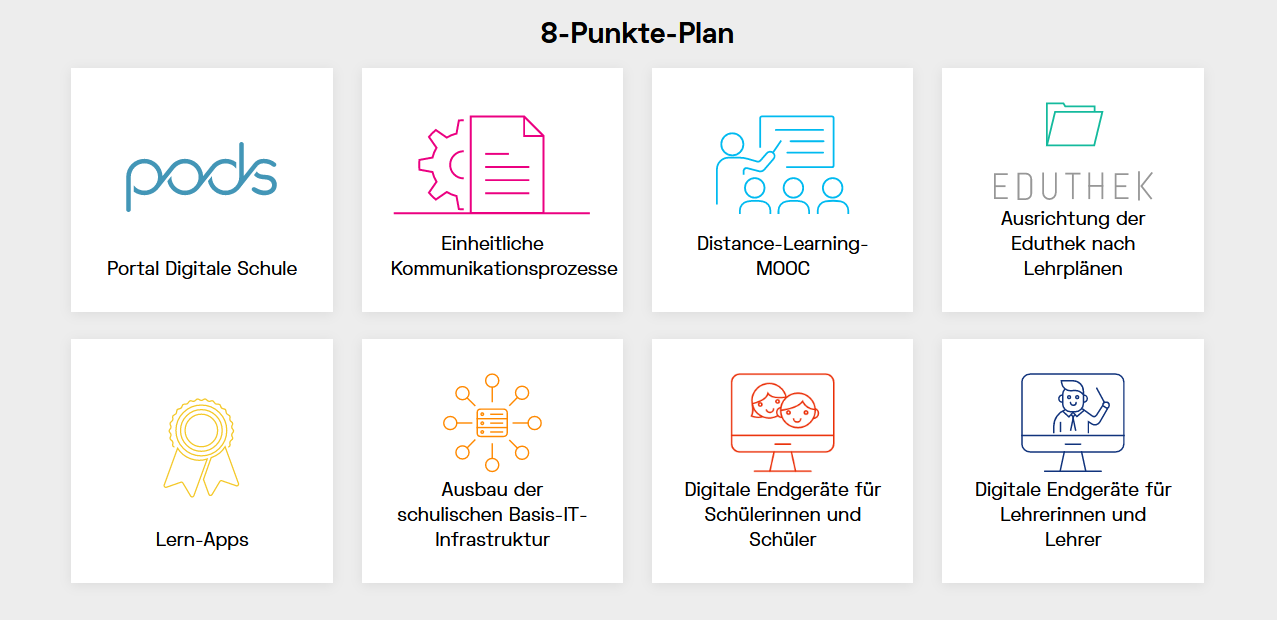 8-Punkte-Plan
pods
Portal Digitale Schule
Einheitliche
Kommunikationsprozesse
Distance-Learning-
MOOC
EDUTHEK
Ausrichtung der
Eduthek nach
Lehrplänen
Lern-Apps
Ausbau der
schulischen Basis-IT-
Infrastruktur
Digitale Endgeräte für
Schülerinnen und
Schüler
Digitale Endgeräte für
Lehrerinnen und
Lehrer